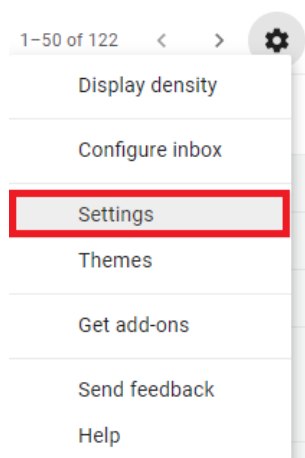 1–50 of 122
Display density
Configure inbox
Settings
Themes
Get add-ons
Send feedback
Help